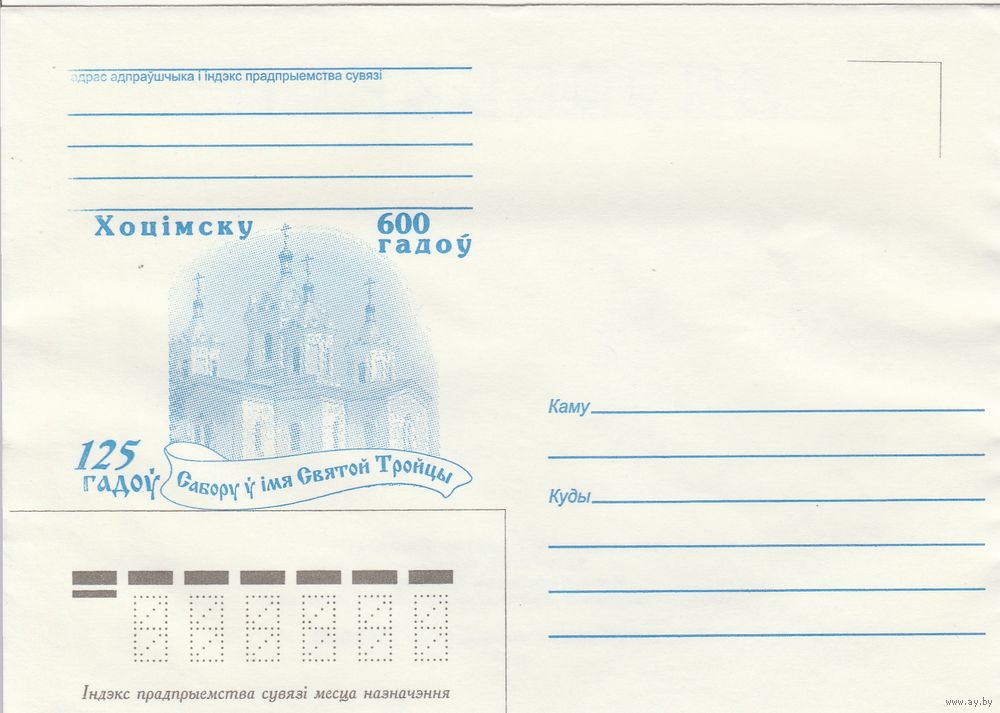 адрас адпраўшчыка і індэкс прадпрыемства сувязі
Хоцімску 600
гадоў
125
гадоў
Сабору ў імя Святой Тройцы
Каму
Куды
Індэкс прадпрыемства сувязі месца назначэння
www.ay.by